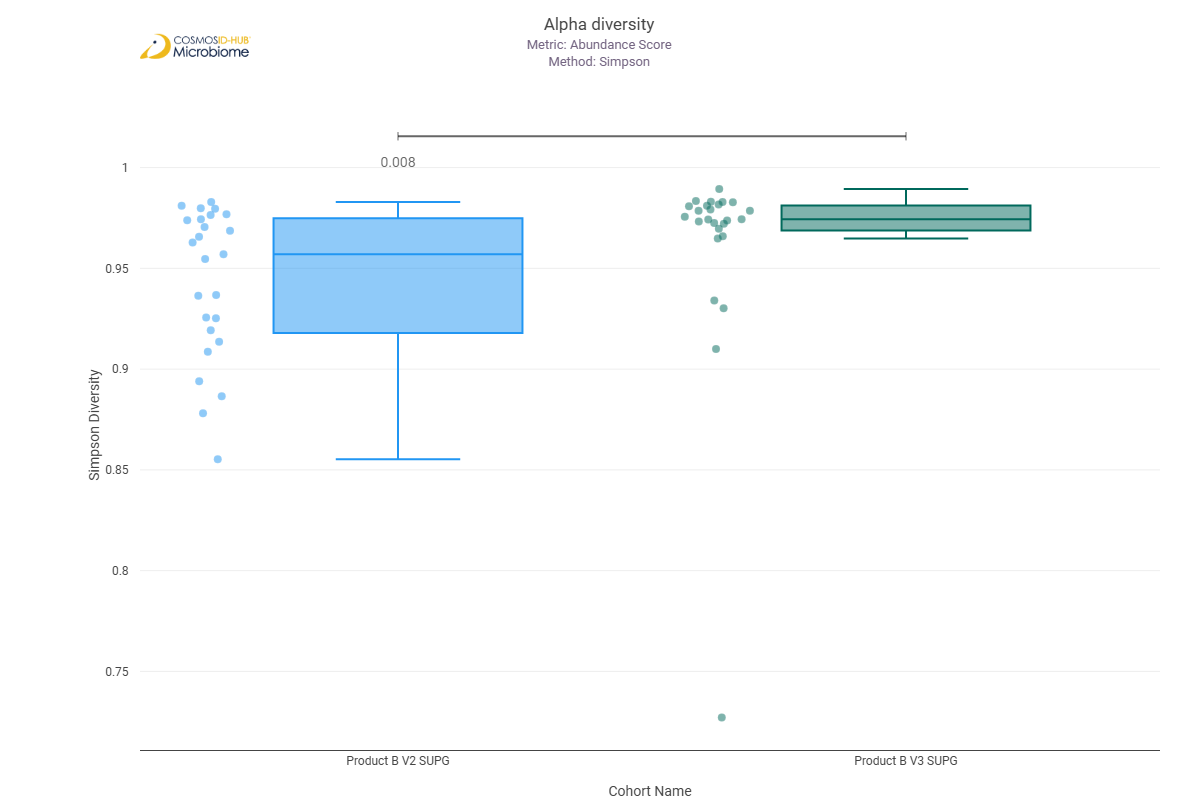 COSMOSID-HUB
Microbiome
Alpha diversity
Metric: Abundance Score
Method: Simpson
0.008
1
0.95
0.9
0.85
0.8
0.75
Simpson Diversity
Product B V2 SUPG
Product B V3 SUPG
Cohort Name